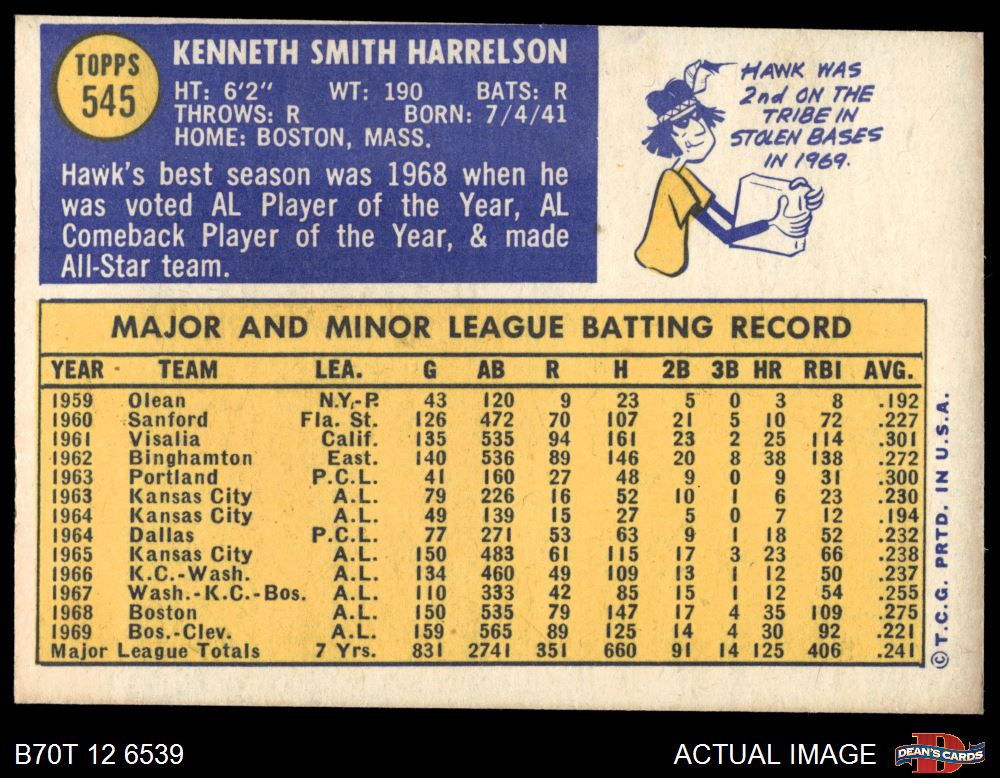 TOPPS
545
KENNETH SMITH HARRELSON
HT: 6'2" WT: 190 BATS: R
THROWS: R BORN: 7/4/41
HOME: BOSTON, MASS.
Hawk's best season was 1968 when he
was voted AL Player of the Year, AL
Comeback Player of the Year, & made
All-Star team.
HAWK WAS
2nd ON THE
TRIBE IN
STOLEN BASES
IN 1969.
MAJOR AND MINOR LEAGUE BATTING RECORD
YEAR TEAM LEA. G AB R H 2B 3B HR RBI AVG.
1959 Olean N.Y.-P. 43 120 9 23 5 0 3 8 .192
1960 Sanford Fla. St. 126 472 70 107 21 5 10 72 .227
1961 Visalia Calif. 135 535 94 161 23 2 25 114 .301
1962 Binghamton East. 140 536 89 146 20 8 38 138 .272
1963 Portland P.C.L. 41 160 27 48 9 0 9 31 .300
1963 Kansas City A.L. 79 226 16 52 10 1 6 23 .230
1964 Kansas City A.L. 49 139 15 27 5 0 7 12 .194
1964 Dallas P.C.L. 77 271 53 63 9 1 18 52 .232
1965 Kansas City A.L. 150 483 61 115 17 3 23 66 .238
1966 K.C.-Wash. A.L. 134 460 49 109 13 1 12 50 .237
1967 Wash.-K.C.-Bos. A.L. 110 333 42 85 15 1 12 54 .255
1968 Boston A.L. 150 535 79 147 17 4 35 109 .275
1969 Bos.-Clev. A.L. 159 565 89 125 14 4 30 92 .221
Major League Totals 7 Yrs. 831 2741 351 660 91 14 125 406 .241
© T.C.G. PRTD. IN U.S.A.
B70T 12 6539
ACTUAL IMAGE
DEAN'S CARDS